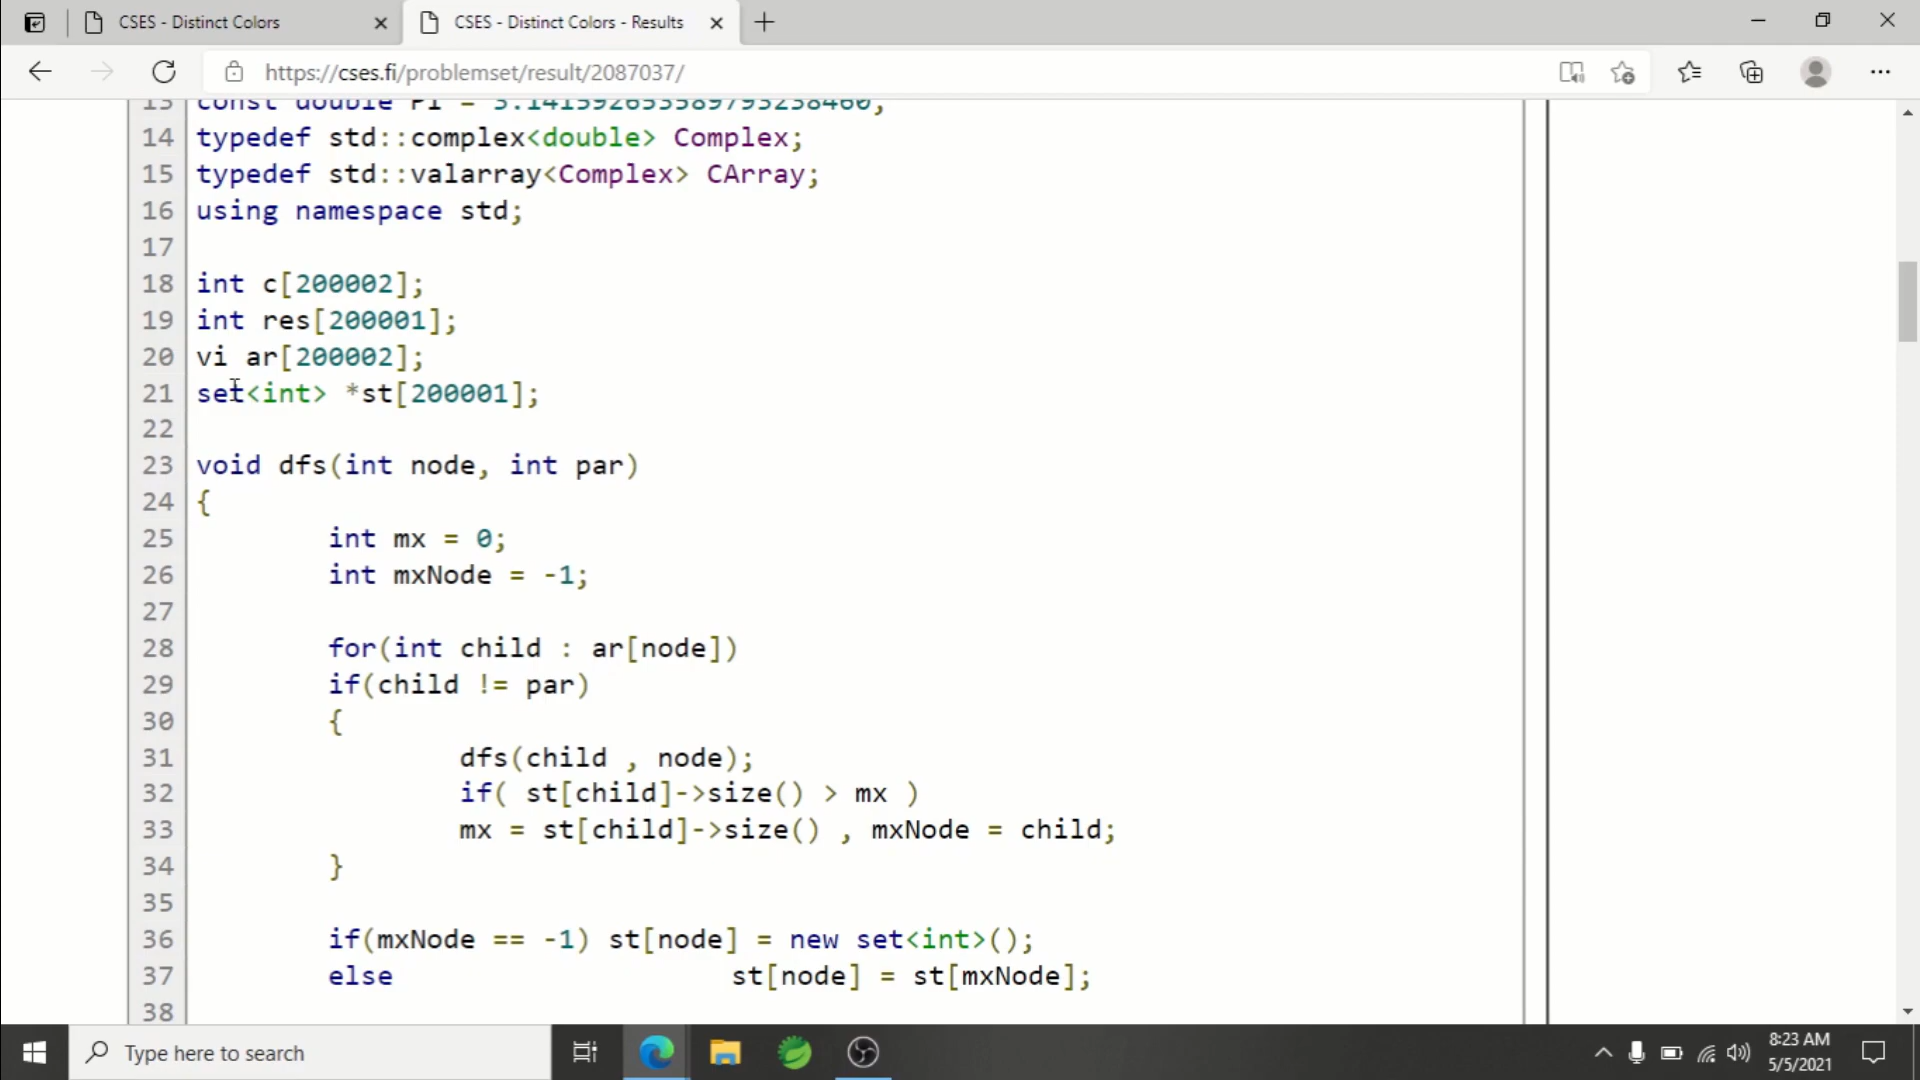 CSES - Distinct Colors
CSES - Distinct Colors - Results
https://cses.fi/problemset/result/2087037/
13 const double PI = 3.141592653589793238460;
14 typedef std::complex<double> Complex;
15 typedef std::valarray<Complex> CArray;
16 using namespace std;
17
18 int c[200002];
19 int res[200001];
20 vi ar[200002];
21 set<int> *st[200001];
22
23 void dfs(int node, int par)
24 {
25 int mx = 0;
26 int mxNode = -1;
27
28 for(int child : ar[node])
29 if(child != par)
30 {
31 dfs(child , node);
32 if( st[child]->size() > mx )
33 mx = st[child]->size() , mxNode = child;
34 }
35
36 if(mxNode == -1) st[node] = new set<int>();
37 else st[node] = st[mxNode];
38
Type here to search
8:23 AM
5/5/2021